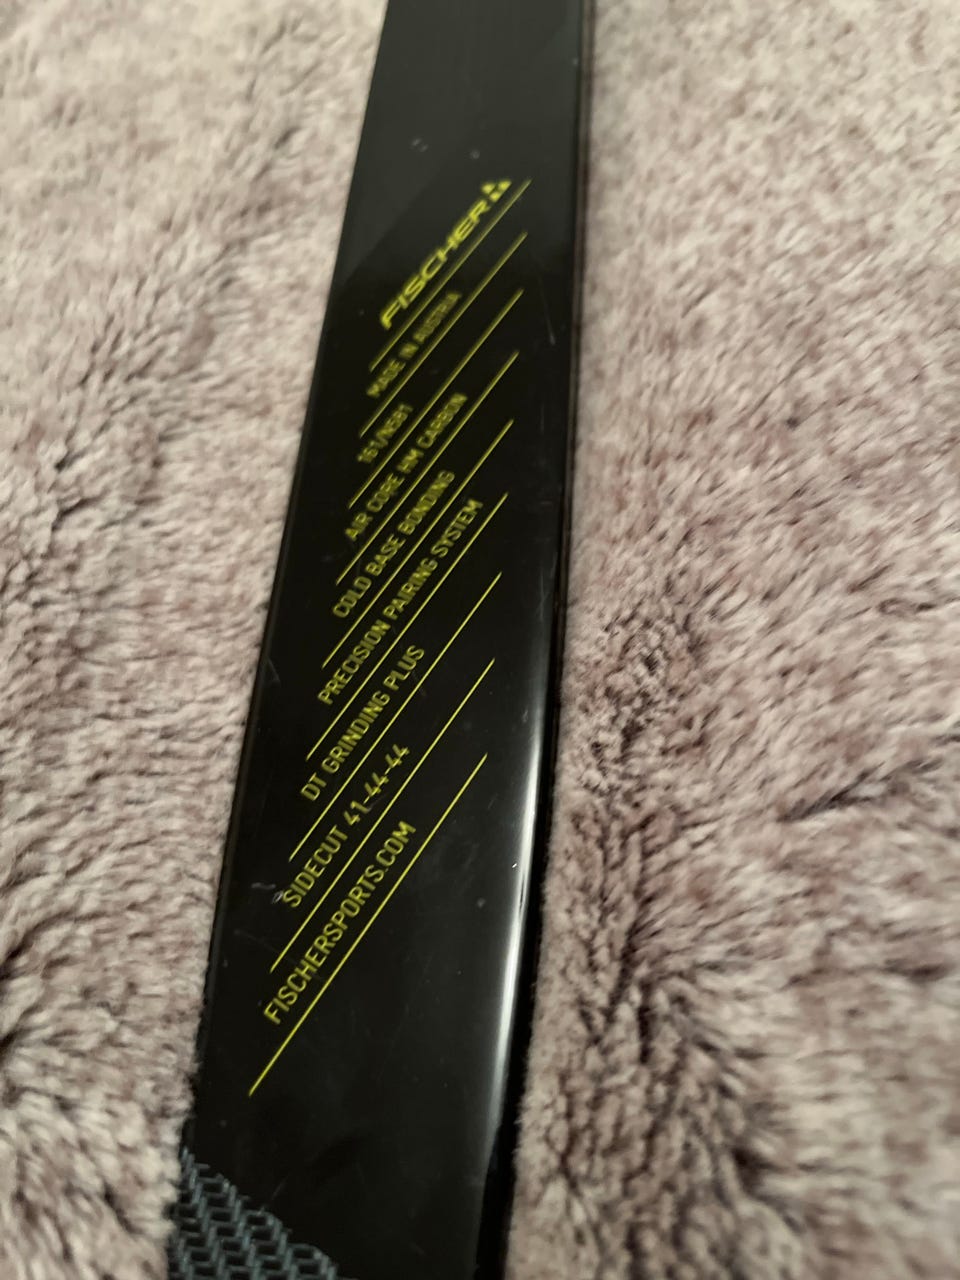 FISCHER
MADE IN AUSTRIA
AIR CORE HM CARBON
COLD BASE BONDING
PRECISION PAIRING SYSTEM
DT GRINDING PLUS
SIDECUT 41-44-44
FISCHERSPORTS.COM